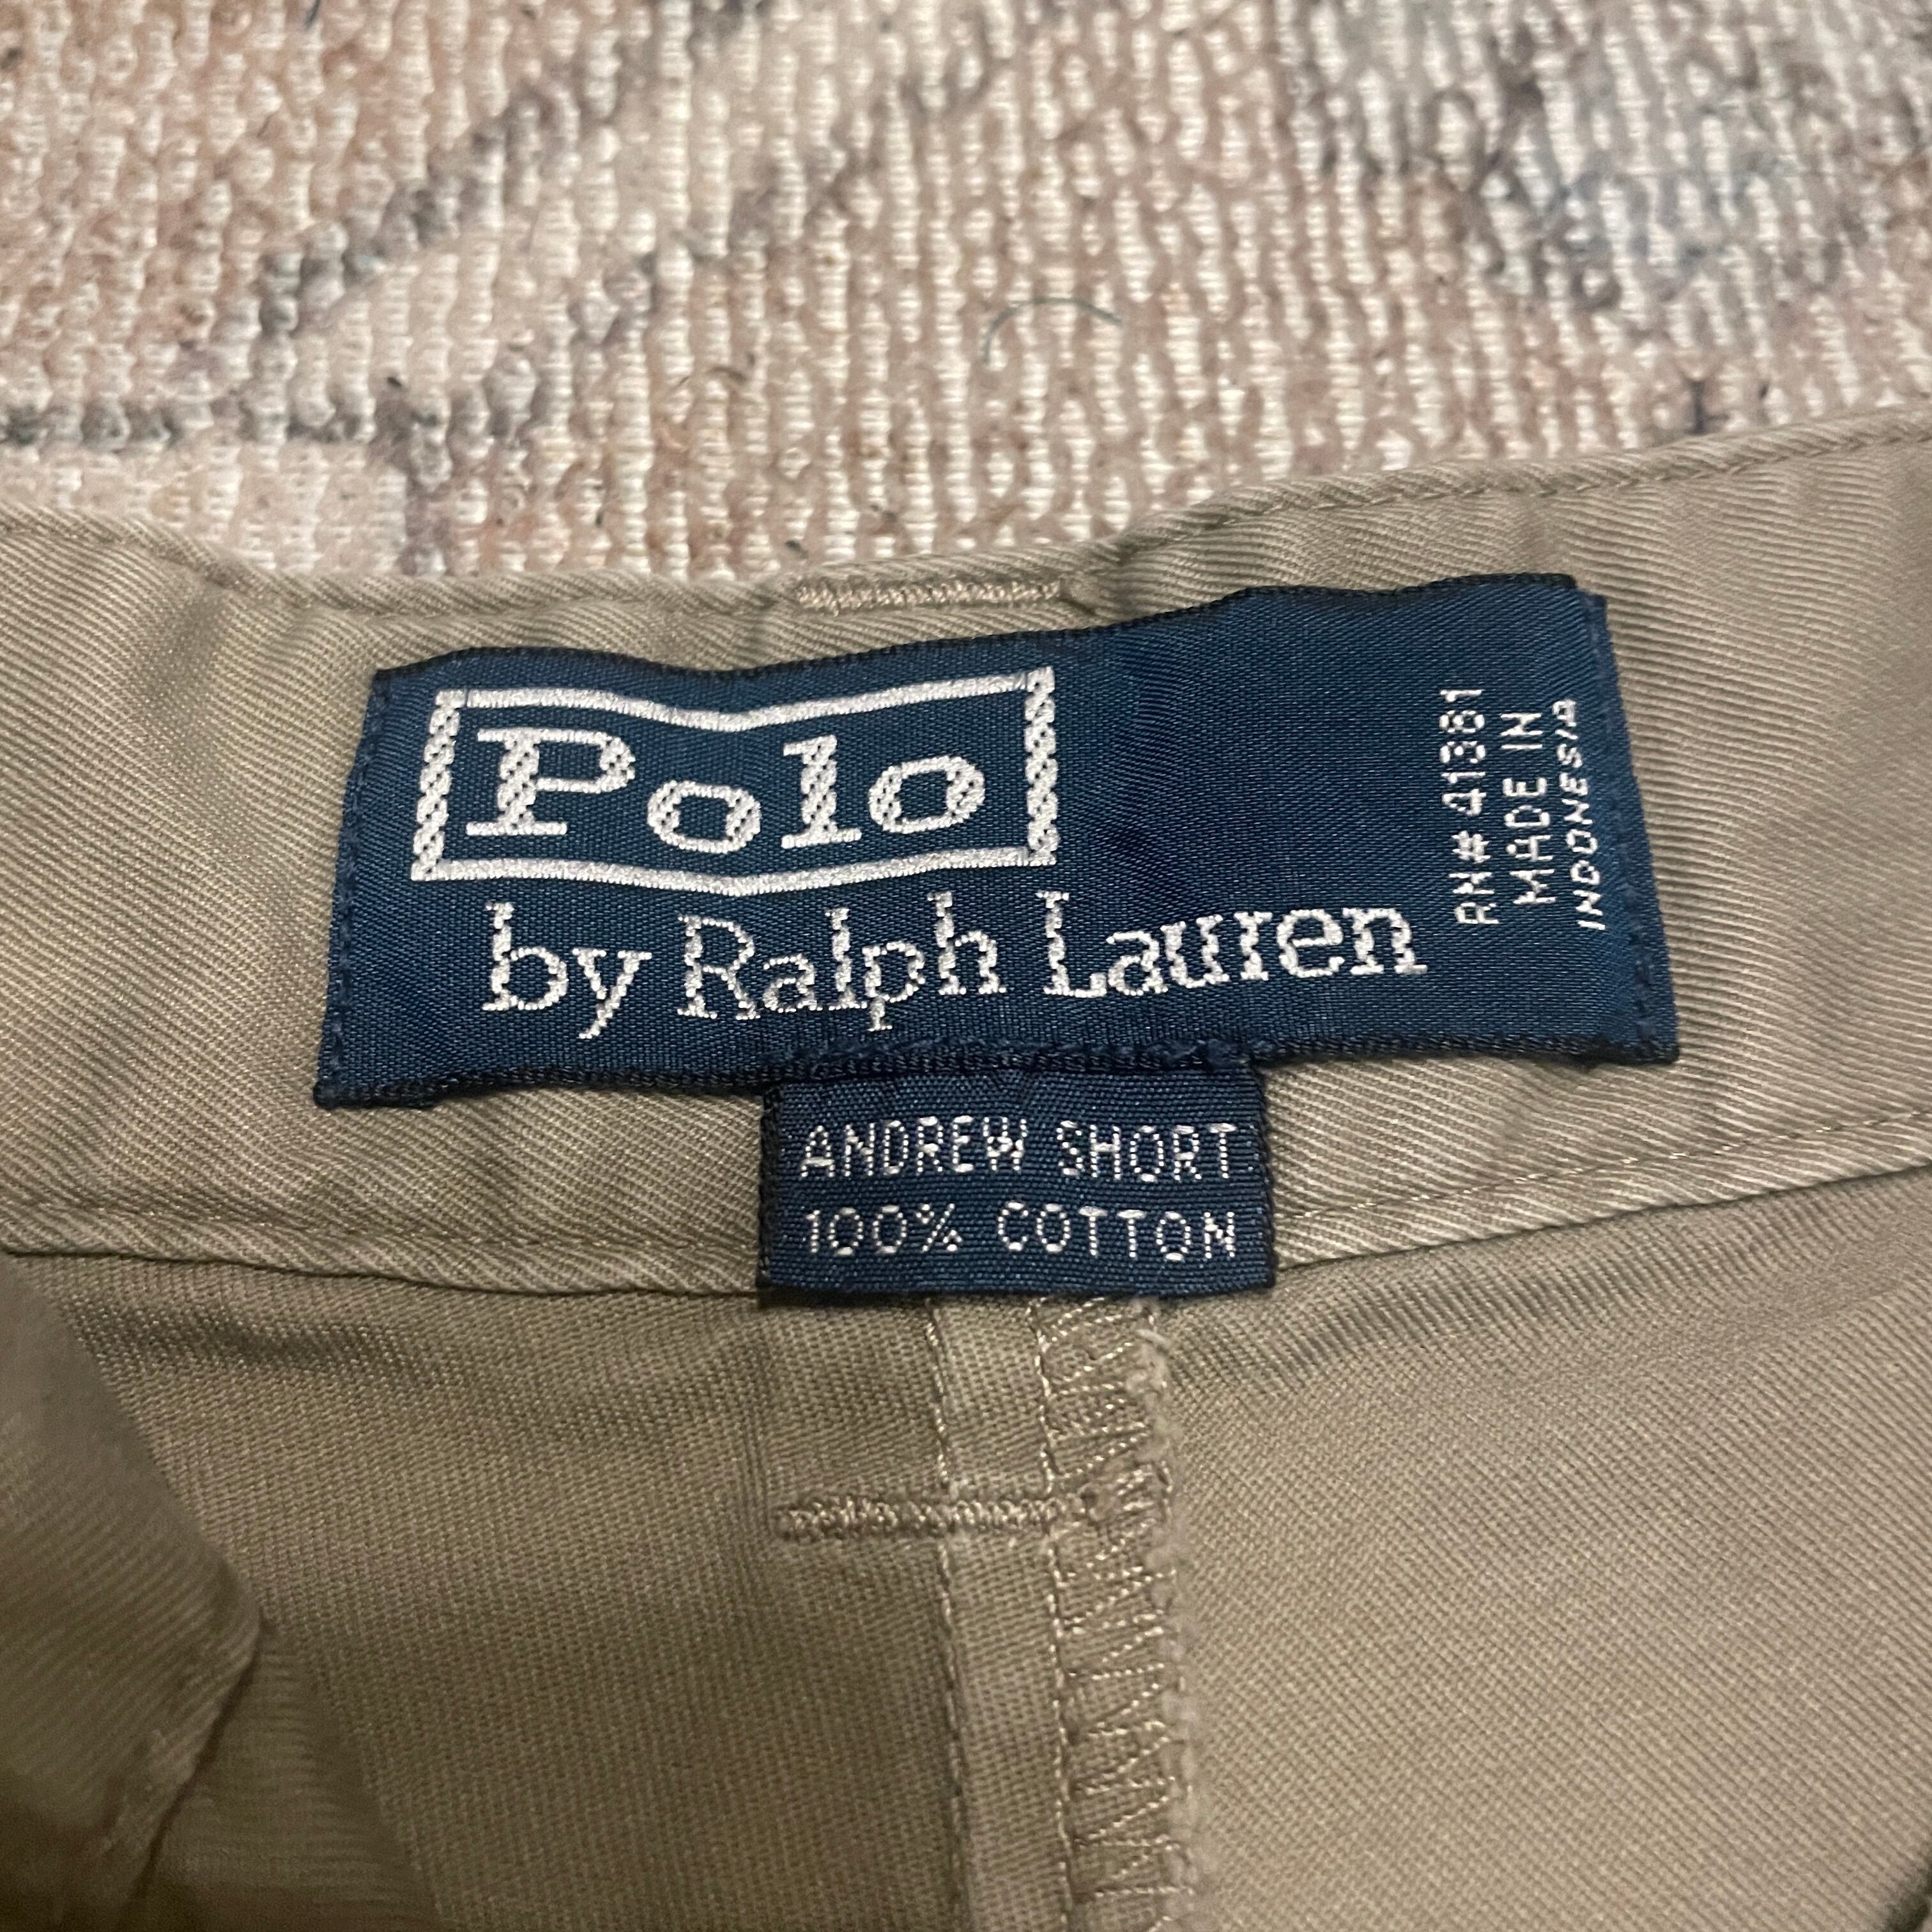 Polo
by Ralph Lauren
RN# 41381
MADE IN
INDONESIA
ANDREW SHORT
100% COTTON